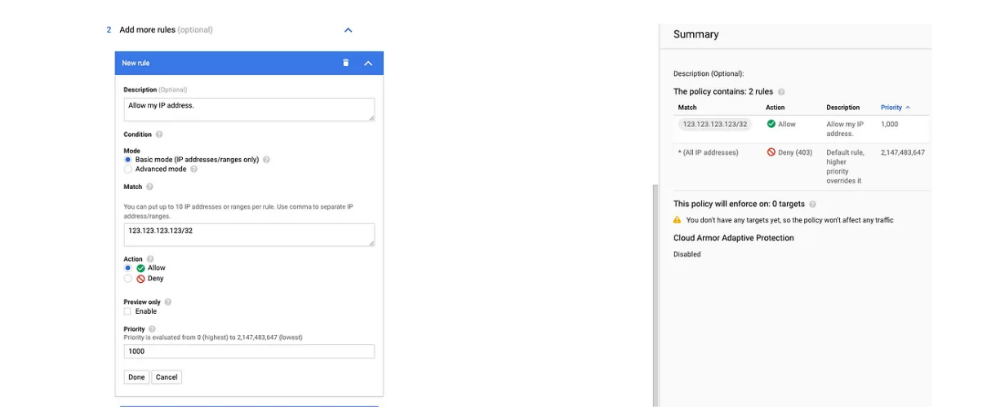 2 Add more rules (optional)
New rule
Description (Optional)
Allow my IP address.
Condition
Mode
Basic mode (IP addresses/ranges only)
Advanced mode
Match
You can put up to 10 IP addresses or ranges per rule. Use comma to separate IP
address/ranges.
123.123.123.123/32
Action
Allow
Deny
Preview only
Enable
Priority
Priority is evaluated from 0 (highest) to 2,147,483,647 (lowest)
1000
Done Cancel
Summary
Description (Optional):
The policy contains: 2 rules
Match Action Description Priority
123.123.123.123/32 Allow Allow my IP 1,000
address.
* (All IP addresses) Deny (403) Default rule, 2,147,483,647
higher
priority
overrides it
This policy will enforce on: 0 targets
You don't have any targets yet, so the policy won't affect any traffic
Cloud Armor Adaptive Protection
Disabled